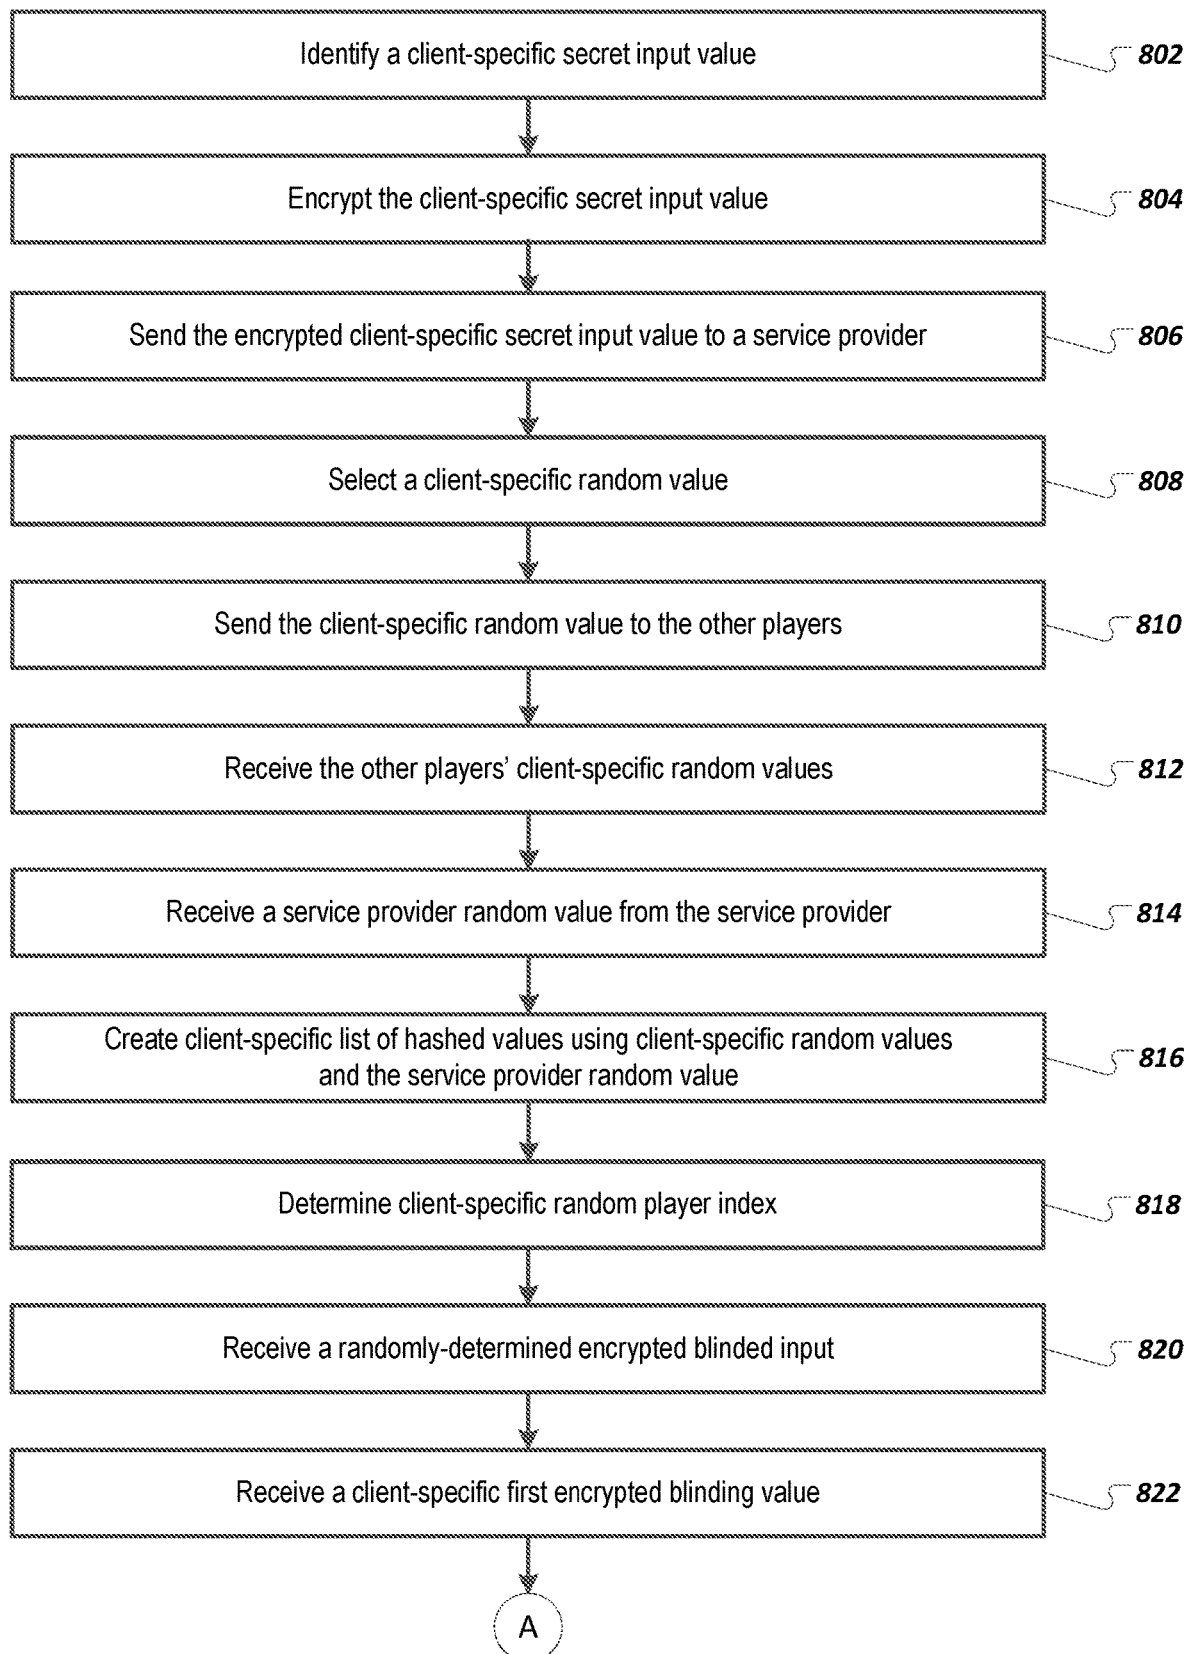 Identify a client-specific secret input value
802
Encrypt the client-specific secret input value
804
Send the encrypted client-specific secret input value to a service provider
806
Select a client-specific random value
808
Send the client-specific random value to the other players
810
Receive the other players’ client-specific random values
812
Receive a service provider random value from the service provider
814
Create client-specific list of hashed values using client-specific random values
and the service provider random value
816
Determine client-specific random player index
818
Receive a randomly-determined encrypted blinded input
820
Receive a client-specific first encrypted blinding value
822
A